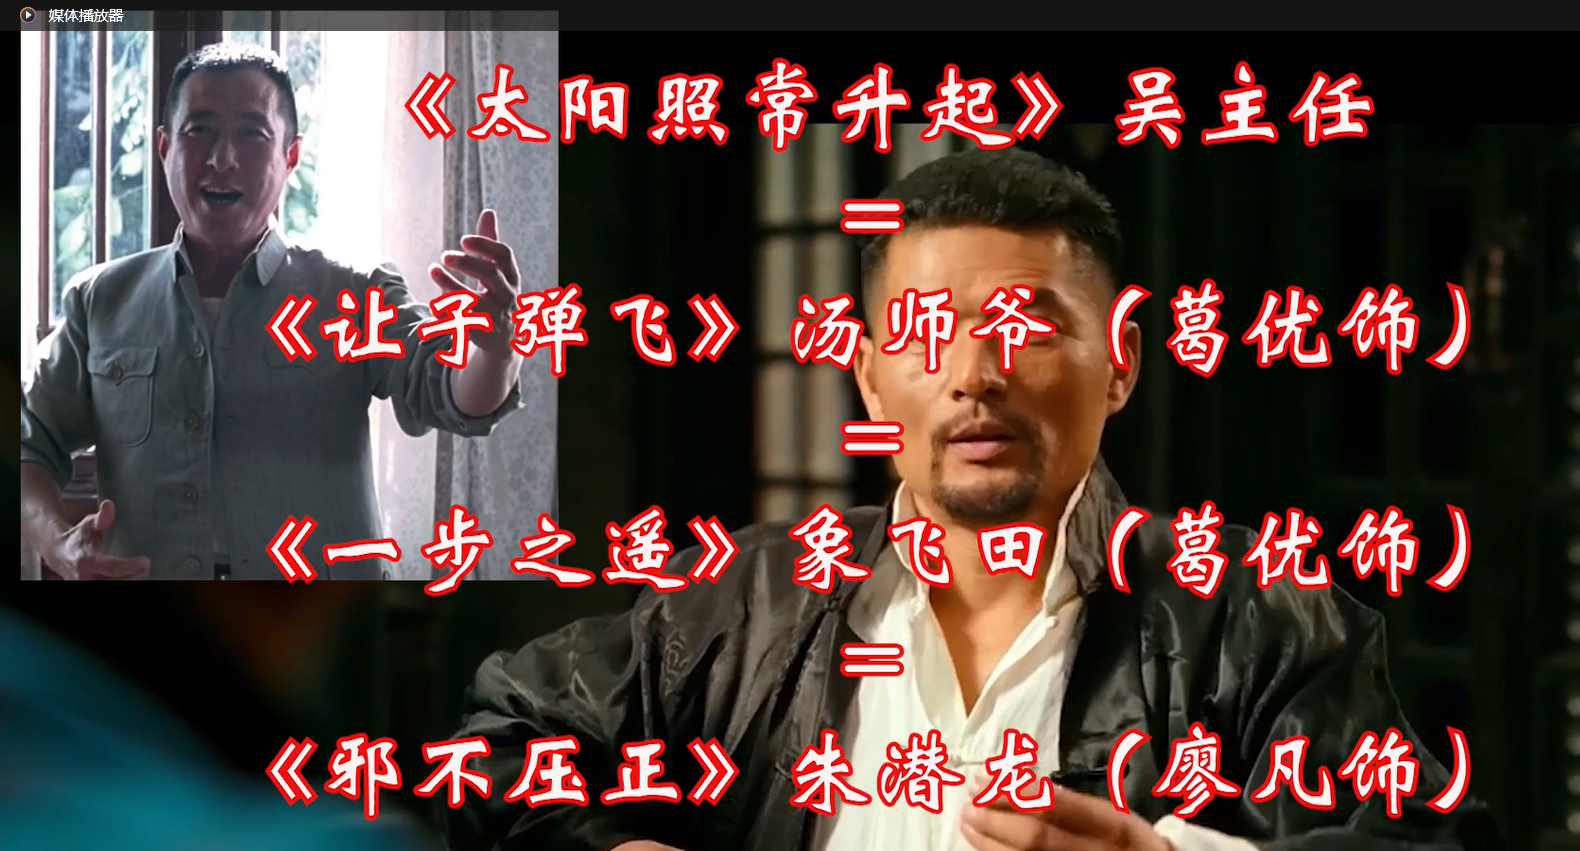 媒体播放器
《太阳照常升起》吴主任
=
《让子弹飞》汤师爷（葛优饰）
=
《一步之遥》象飞田（葛优饰）
=
《邪不压正》朱潜龙（廖凡饰）